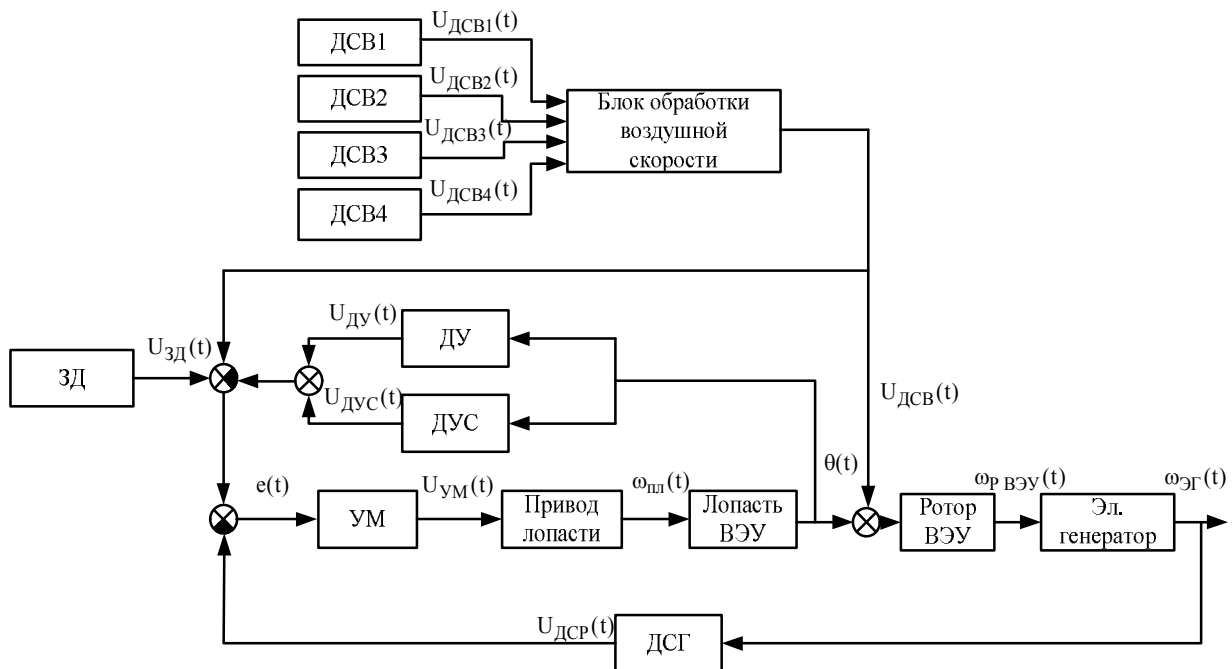 ДСВ1
U_ДСВ1(t)
ДСВ2
U_ДСВ2(t)
ДСВ3
U_ДСВ3(t)
ДСВ4
U_ДСВ4(t)
Блок обработки
воздушной
скорости
U_ДУ(t)
ДУ
ЗД
U_ЗД(t)
U_ДУС(t)
ДУС
U_ДСВ(t)
e(t)
УМ
U_УМ(t)
Привод
лопасти
ω_пл(t)
Лопасть
ВЭУ
θ(t)
Ротор
ВЭУ
ω_Р ВЭУ(t)
Эл.
генератор
ω_ЭГ(t)
U_ДСР(t)
ДСГ